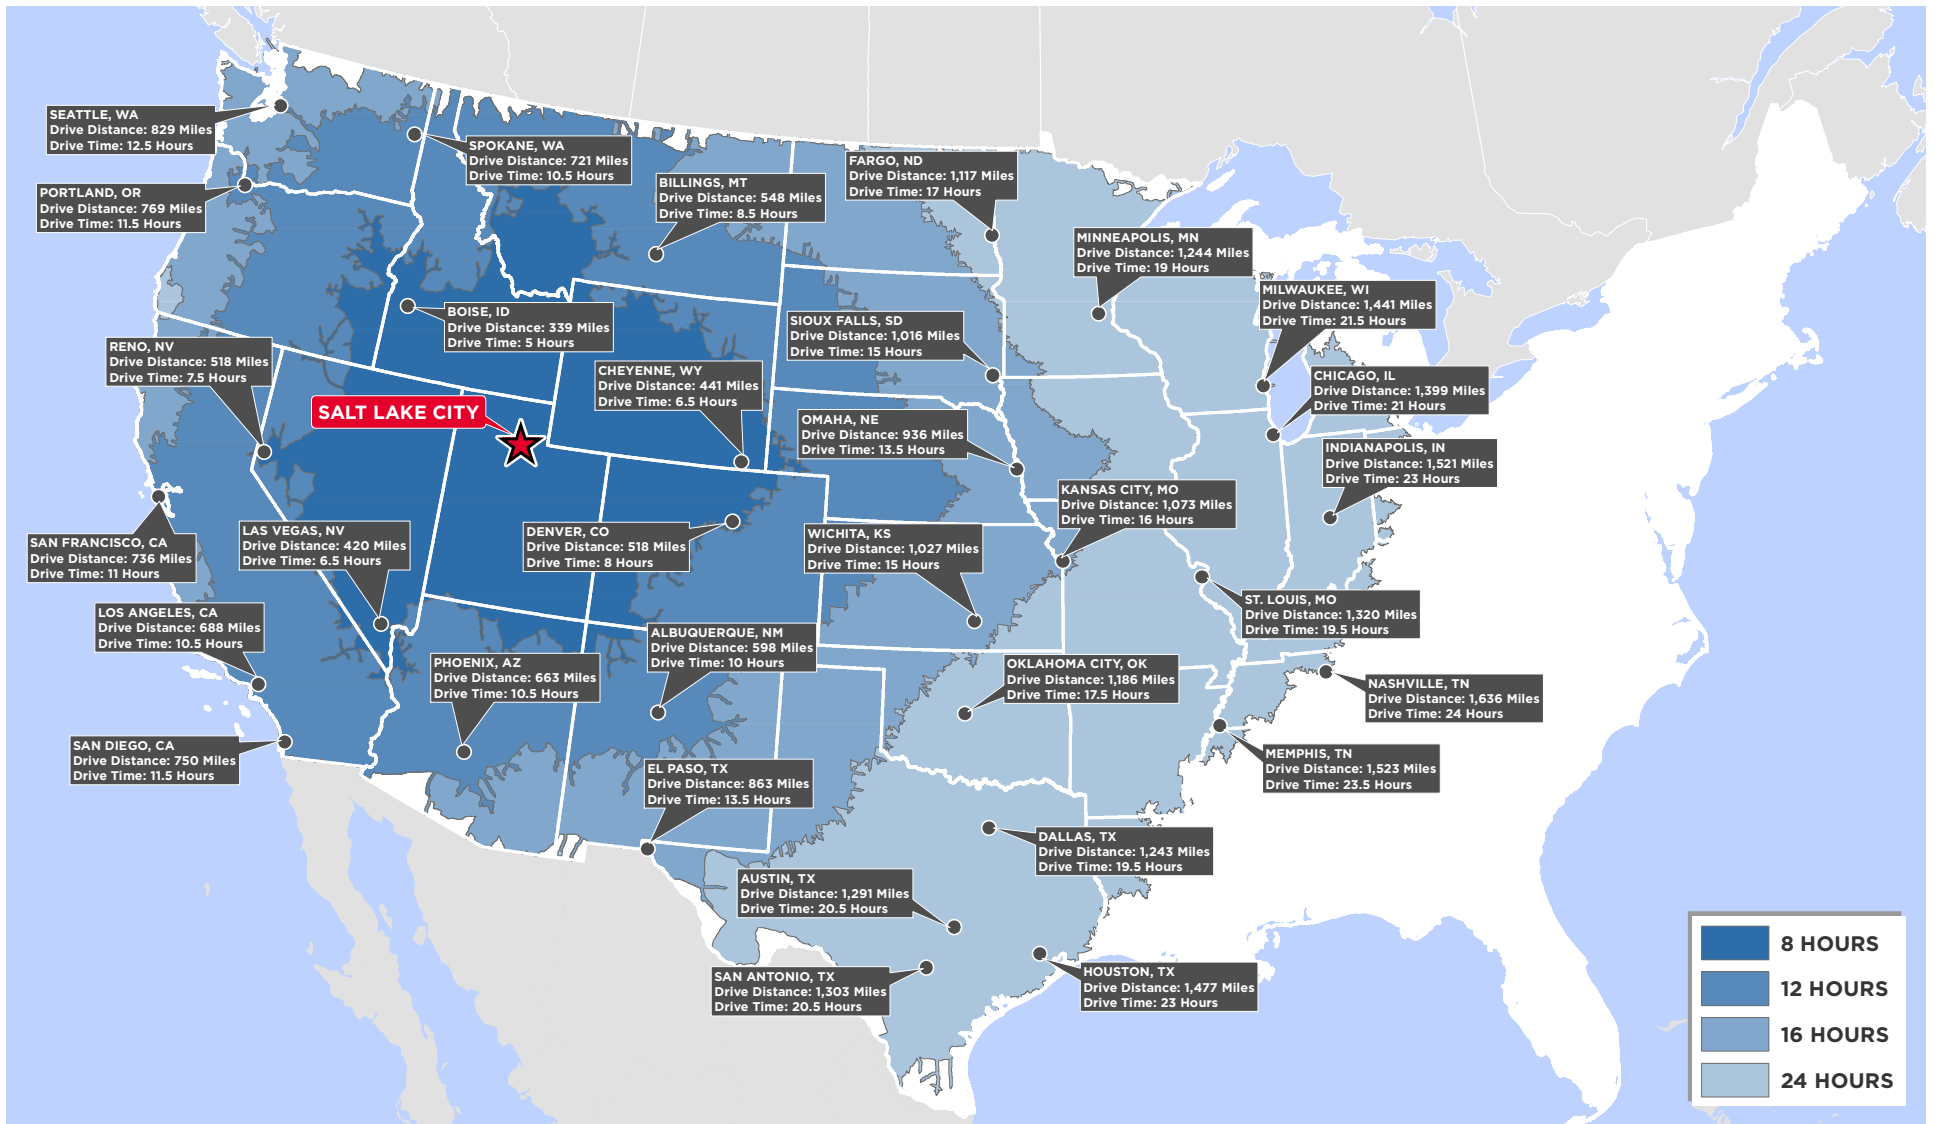 SEATTLE, WA
Drive Distance: 829 Miles
Drive Time: 12.5 Hours
SPOKANE, WA
Drive Distance: 721 Miles
Drive Time: 10.5 Hours
FARGO, ND
Drive Distance: 1,117 Miles
Drive Time: 17 Hours
PORTLAND, OR
Drive Distance: 769 Miles
Drive Time: 11.5 Hours
BILLINGS, MT
Drive Distance: 548 Miles
Drive Time: 8.5 Hours
MINNEAPOLIS, MN
Drive Distance: 1,244 Miles
Drive Time: 19 Hours
MILWAUKEE, WI
Drive Distance: 1,441 Miles
Drive Time: 21.5 Hours
BOISE, ID
Drive Distance: 339 Miles
Drive Time: 5 Hours
SIOUX FALLS, SD
Drive Distance: 1,016 Miles
Drive Time: 15 Hours
RENO, NV
Drive Distance: 518 Miles
Drive Time: 7.5 Hours
CHEYENNE, WY
Drive Distance: 441 Miles
Drive Time: 6.5 Hours
CHICAGO, IL
Drive Distance: 1,399 Miles
Drive Time: 21 Hours
SALT LAKE CITY
OMAHA, NE
Drive Distance: 936 Miles
Drive Time: 13.5 Hours
INDIANAPOLIS, IN
Drive Distance: 1,521 Miles
Drive Time: 23 Hours
KANSAS CITY, MO
Drive Distance: 1,073 Miles
Drive Time: 16 Hours
SAN FRANCISCO, CA
Drive Distance: 736 Miles
Drive Time: 11 Hours
LAS VEGAS, NV
Drive Distance: 420 Miles
Drive Time: 6.5 Hours
DENVER, CO
Drive Distance: 518 Miles
Drive Time: 8 Hours
WICHITA, KS
Drive Distance: 1,027 Miles
Drive Time: 15 Hours
ST. LOUIS, MO
Drive Distance: 1,320 Miles
Drive Time: 19.5 Hours
LOS ANGELES, CA
Drive Distance: 688 Miles
Drive Time: 10.5 Hours
ALBUQUERQUE, NM
Drive Distance: 598 Miles
Drive Time: 10 Hours
PHOENIX, AZ
Drive Distance: 663 Miles
Drive Time: 10.5 Hours
OKLAHOMA CITY, OK
Drive Distance: 1,186 Miles
Drive Time: 17.5 Hours
NASHVILLE, TN
Drive Distance: 1,636 Miles
Drive Time: 24 Hours
SAN DIEGO, CA
Drive Distance: 750 Miles
Drive Time: 11.5 Hours
EL PASO, TX
Drive Distance: 863 Miles
Drive Time: 13.5 Hours
MEMPHIS, TN
Drive Distance: 1,523 Miles
Drive Time: 23.5 Hours
DALLAS, TX
Drive Distance: 1,243 Miles
Drive Time: 19.5 Hours
AUSTIN, TX
Drive Distance: 1,291 Miles
Drive Time: 20.5 Hours
SAN ANTONIO, TX
Drive Distance: 1,303 Miles
Drive Time: 20.5 Hours
HOUSTON, TX
Drive Distance: 1,477 Miles
Drive Time: 23 Hours
8 HOURS
12 HOURS
16 HOURS
24 HOURS